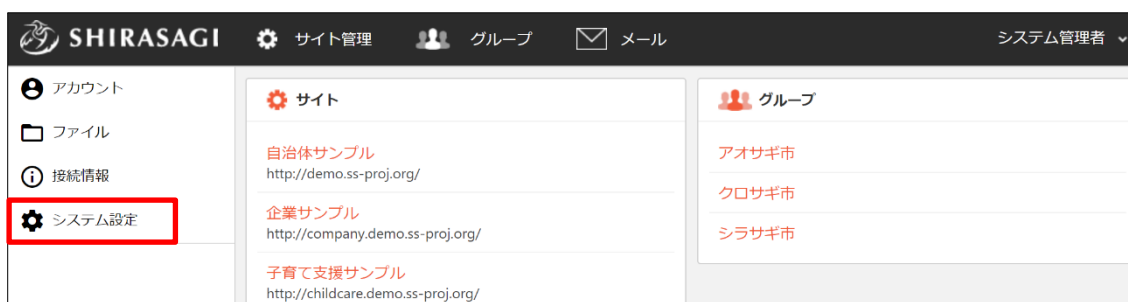 SHIRASAGI サイト管理 グループ メール システム管理者
アカウント
ファイル
接続情報
システム設定
サイト
自治体サンプル
http://demo.ss-proj.org/
企業サンプル
http://company.demo.ss-proj.org/
子育て支援サンプル
http://childcare.demo.ss-proj.org/
グループ
アオサギ市
クロサギ市
シラサギ市